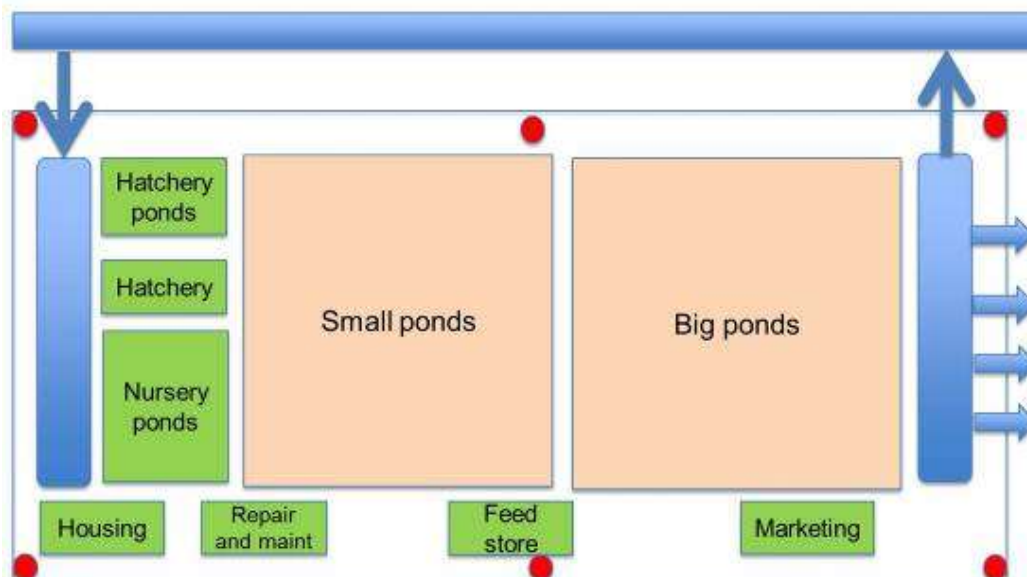 Hatchery
ponds
Hatchery
Nursery
ponds
Small ponds
Big ponds
Housing
Repair
and maint
Feed
store
Marketing